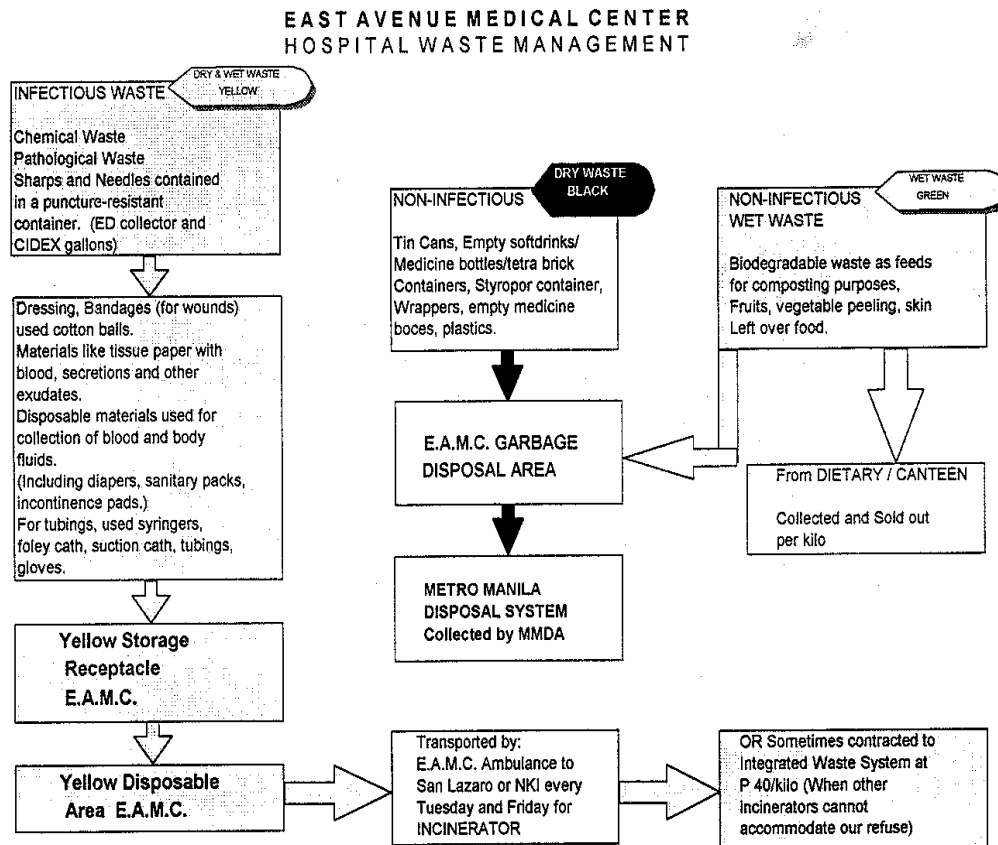 EAST AVENUE MEDICAL CENTER
HOSPITAL WASTE MANAGEMENT
DRY & WET WASTE
YELLOW
INFECTIOUS WASTE
Chemical Waste
Pathological Waste
Sharps and Needles contained
in a puncture-resistant
container. (ED collector and
CIDEX gallons)
Dressing, Bandages (for wounds)
used cotton balls.
Materials like tissue paper with
blood, secretions and other
exudates.
Disposable materials used for
collection of blood and body
fluids.
(Including diapers, sanitary packs,
incontinence pads.)
For tubings, used syringers,
foley cath, suction cath, tubings,
gloves.
Yellow Storage
Receptacle
E.A.M.C.
Yellow Disposable
Area E.A.M.C.
DRY WASTE
BLACK
NON-INFECTIOUS
Tin Cans, Empty softdrinks/
Medicine bottles/tetra brick
Containers, Styropor container,
Wrappers, empty medicine
boces, plastics.
E.A.M.C. GARBAGE
DISPOSAL AREA
METRO MANILA
DISPOSAL SYSTEM
Collected by MMDA
WET WASTE
GREEN
NON-INFECTIOUS
WET WASTE
Biodegradable waste as feeds
for composting purposes,
Fruits, vegetable peeling, skin
Left over food.
From DIETARY / CANTEEN
Collected and Sold out
per kilo
Transported by:
E.A.M.C. Ambulance to
San Lazaro or NKI every
Tuesday and Friday for
INCINERATOR
OR Sometimes contracted to
Integrated Waste System at
P 40/kilo (When other
incinerators cannot
accommodate our refuse)